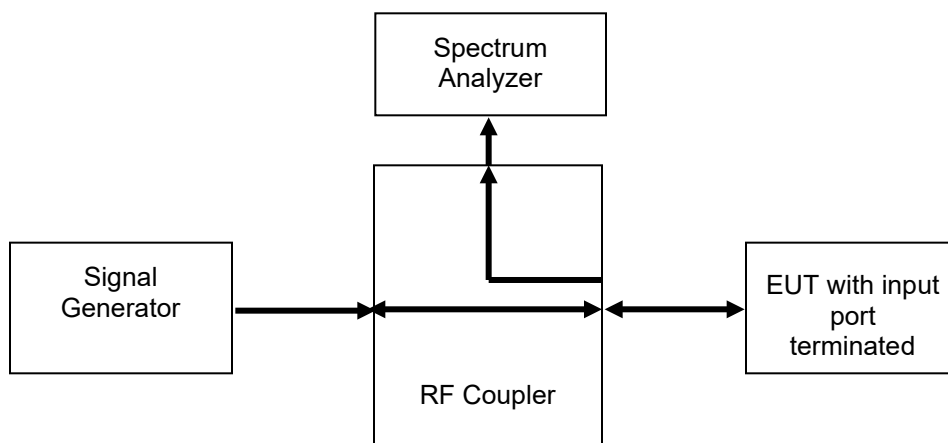 Spectrum
Analyzer
Signal
Generator
EUT with input
port
terminated
RF Coupler